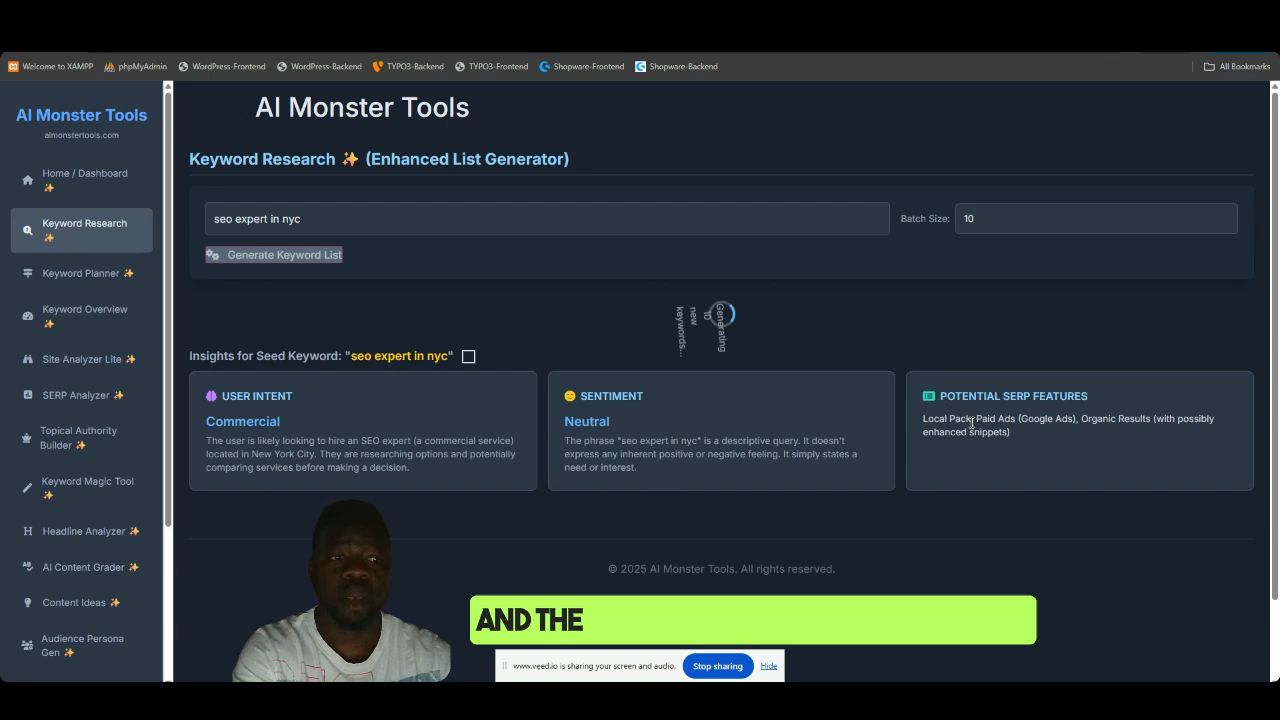 Welcome to XAMPP phpMyAdmin WordPress-Frontend WordPress-Backend TYPO3-Backend TYPO3-Frontend Shopware-Frontend Shopware-Backend All Bookmarks
AI Monster Tools
aimonstertools.com
Home / Dashboard
Keyword Research
Keyword Planner
Keyword Overview
Site Analyzer Lite
SERP Analyzer
Topical Authority
Builder
Keyword Magic Tool
Headline Analyzer
AI Content Grader
Content Ideas
Audience Persona
Gen
AI Monster Tools
Keyword Research ✨ (Enhanced List Generator)
seo expert in nyc
Batch Size: 10
Generate Keyword List
Generating
10
new
keywords...
Insights for Seed Keyword: "seo expert in nyc"
USER INTENT
Commercial
The user is likely looking to hire an SEO expert (a commercial service)
located in New York City. They are researching options and potentially
comparing services before making a decision.
SENTIMENT
Neutral
The phrase "seo expert in nyc" is a descriptive query. It doesn't
express any inherent positive or negative feeling. It simply states a
need or interest.
POTENTIAL SERP FEATURES
Local Pack, Paid Ads (Google Ads), Organic Results (with possibly
enhanced snippets)
© 2025 AI Monster Tools. All rights reserved.
AND THE
www.veed.io is sharing your screen and audio. Stop sharing Hide